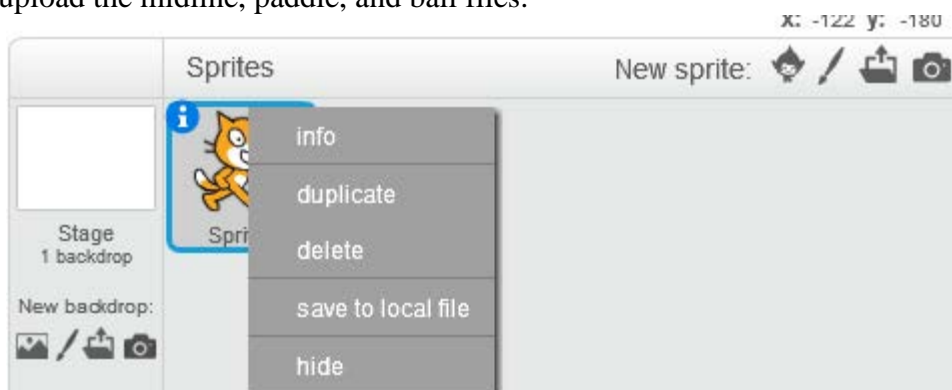 upload the midline, paddle, and ball files.
x: -122 y: -180
Sprites
New sprite:
info
duplicate
Stage
Spri
1 backdrop
delete
New backdrop:
save to local file
hide